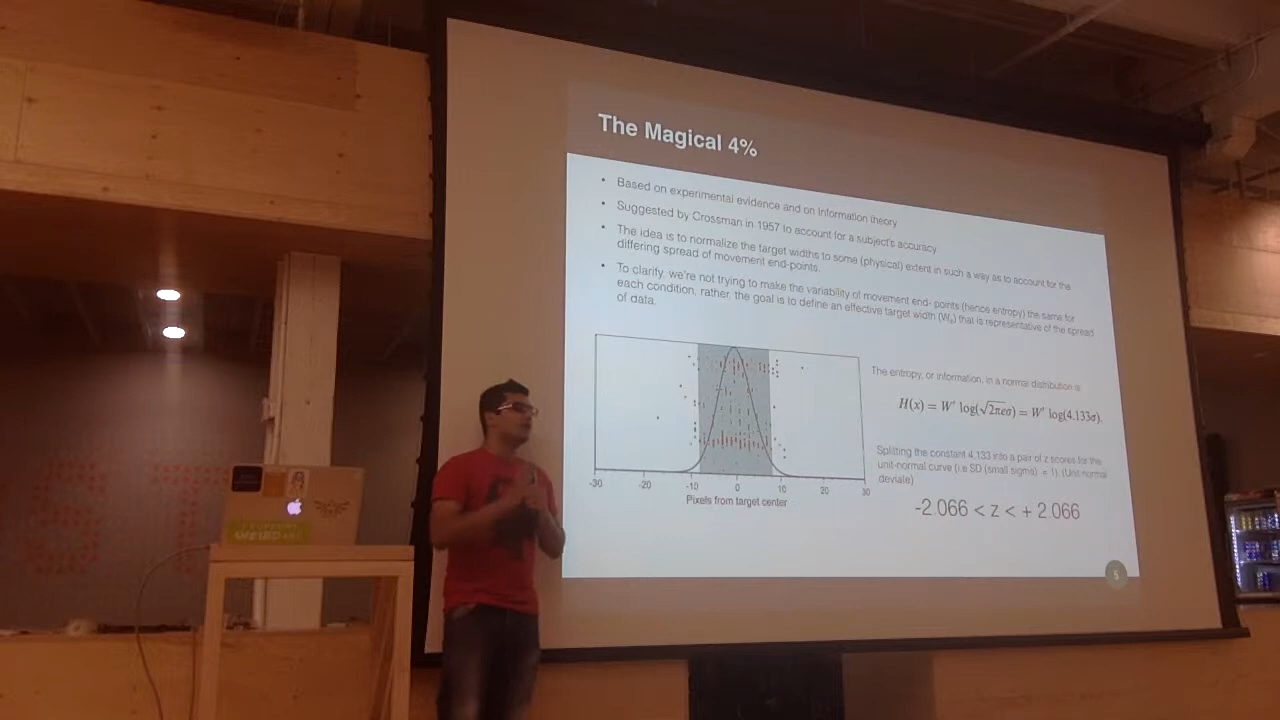 The Magical 4%
• Based on experimental evidence and on information theory
• Suggested by Crossman in 1957 to account for a subject's accuracy
• The idea is to normalize the target widths to some (physical) extent in such a way as to account for the
differing spread of movement end-points.
• To clarify, we're not trying to make the variability of movement end- points (hence entropy) the same for
each condition, rather, the goal is to define an effective target width (Wₑ) that is representative of the spread
of data.
The entropy, or information, in a normal distribution is:
H(x) = W' log(√2πeσ) = W' log(4.133σ).
Splitting the constant 4.133 into a pair of z scores for the
unit-normal curve (i.e SD (small sigma) = 1). (Unit normal
deviate)
-2.066 < z < + 2.066
-30 -20 -10 0 10 20 30
Pixels from target center
5